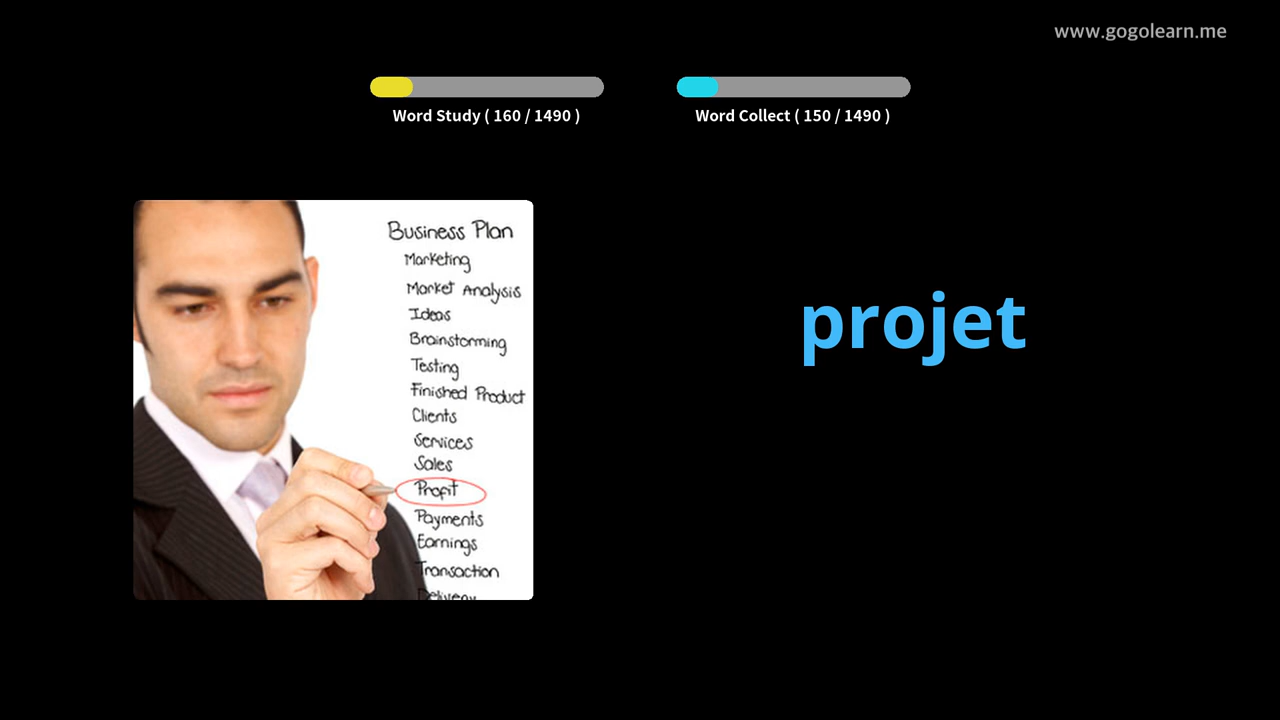 www.gogolearn.me
Word Study ( 160 / 1490 )
Word Collect ( 150 / 1490 )
Business Plan
Marketing
Market Analysis
Ideas
Brainstorming
Testing
Finished Product
Clients
Services
Sales
Profit
Payments
Earnings
Transaction
Delivery
projet